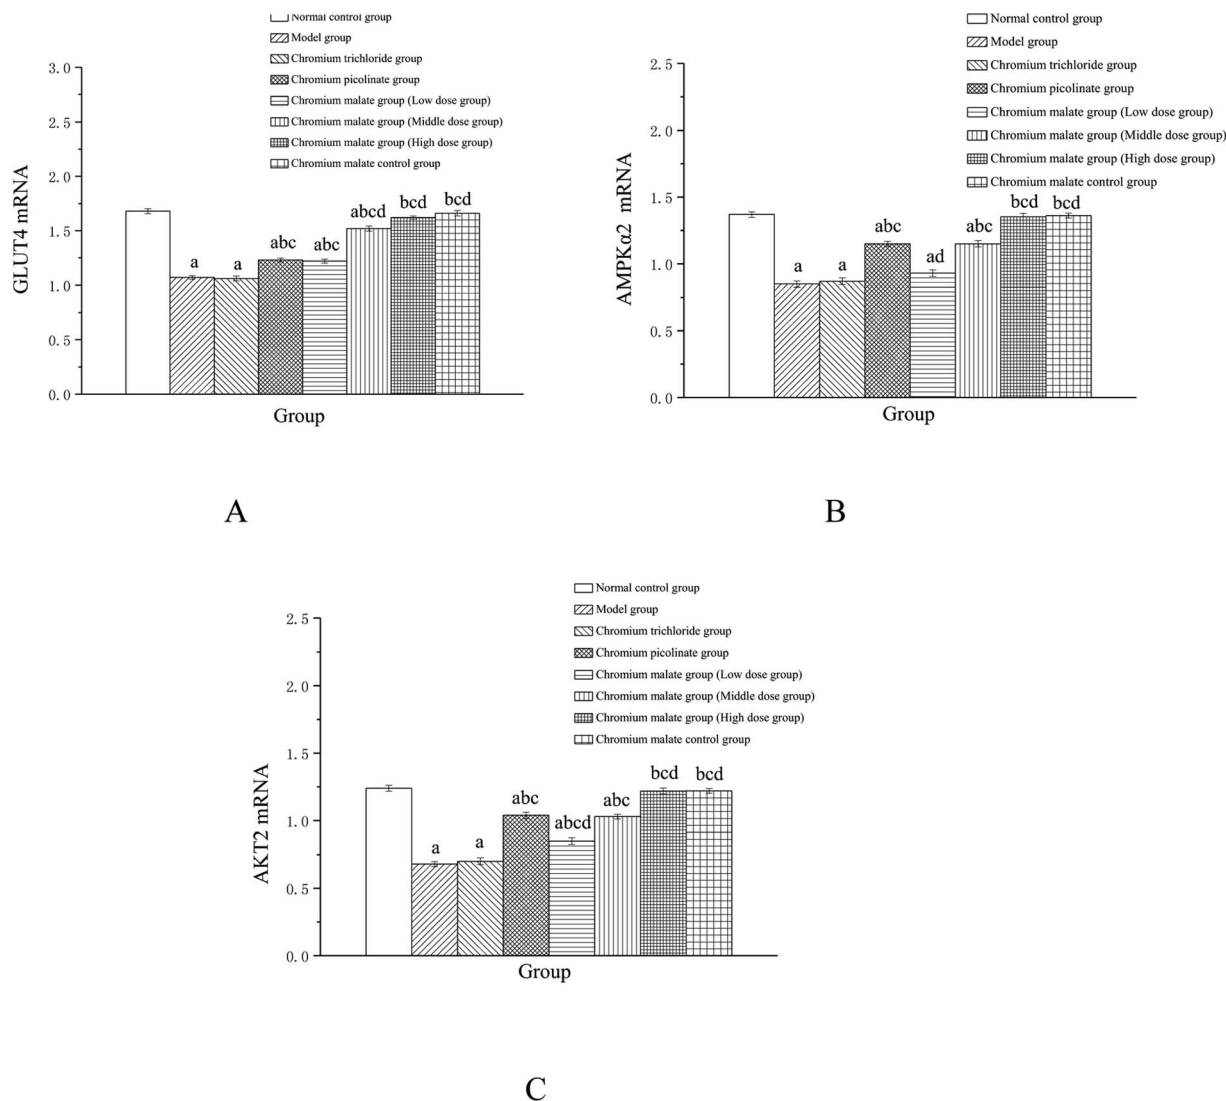 Normal control group
Model group
Chromium trichloride group
Chromium picolinate group
Chromium malate group (Low dose group)
Chromium malate group (Middle dose group)
Chromium malate group (High dose group)
Chromium malate control group
GLUT4 mRNA
3.0
2.5
2.0
1.5
1.0
0.5
0.0
a
a
abc
abc
abcd
bcd
bcd
Group
A
Normal control group
Model group
Chromium trichloride group
Chromium picolinate group
Chromium malate group (Low dose group)
Chromium malate group (Middle dose group)
Chromium malate group (High dose group)
Chromium malate control group
AMPKα2 mRNA
2.5
2.0
1.5
1.0
0.5
0.0
a
a
abc
ad
abc
bcd
bcd
Group
B
Normal control group
Model group
Chromium trichloride group
Chromium picolinate group
Chromium malate group (Low dose group)
Chromium malate group (Middle dose group)
Chromium malate group (High dose group)
Chromium malate control group
AKT2 mRNA
2.5
2.0
1.5
1.0
0.5
0.0
a
a
abc
abcd
abc
bcd
bcd
Group
C